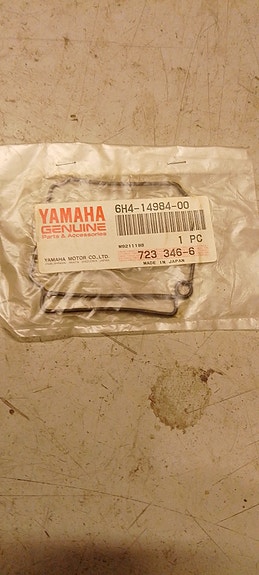 YAMAHA
GENUINE
Parts & Accessories
6H4-14984-00
N8211188
1 PC
YAMAHA MOTOR CO., LTD.
723 346-6
MADE IN JAPAN